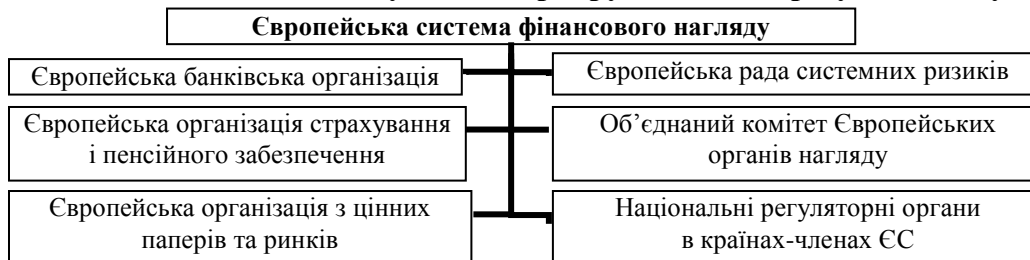 Європейська система фінансового нагляду
Європейська банківська організація
Європейська рада системних ризиків
Європейська організація страхування
і пенсійного забезпечення
Об’єднаний комітет Європейських
органів нагляду
Європейська організація з цінних
паперів та ринків
Національні регуляторні органи
в країнах-членах ЄС